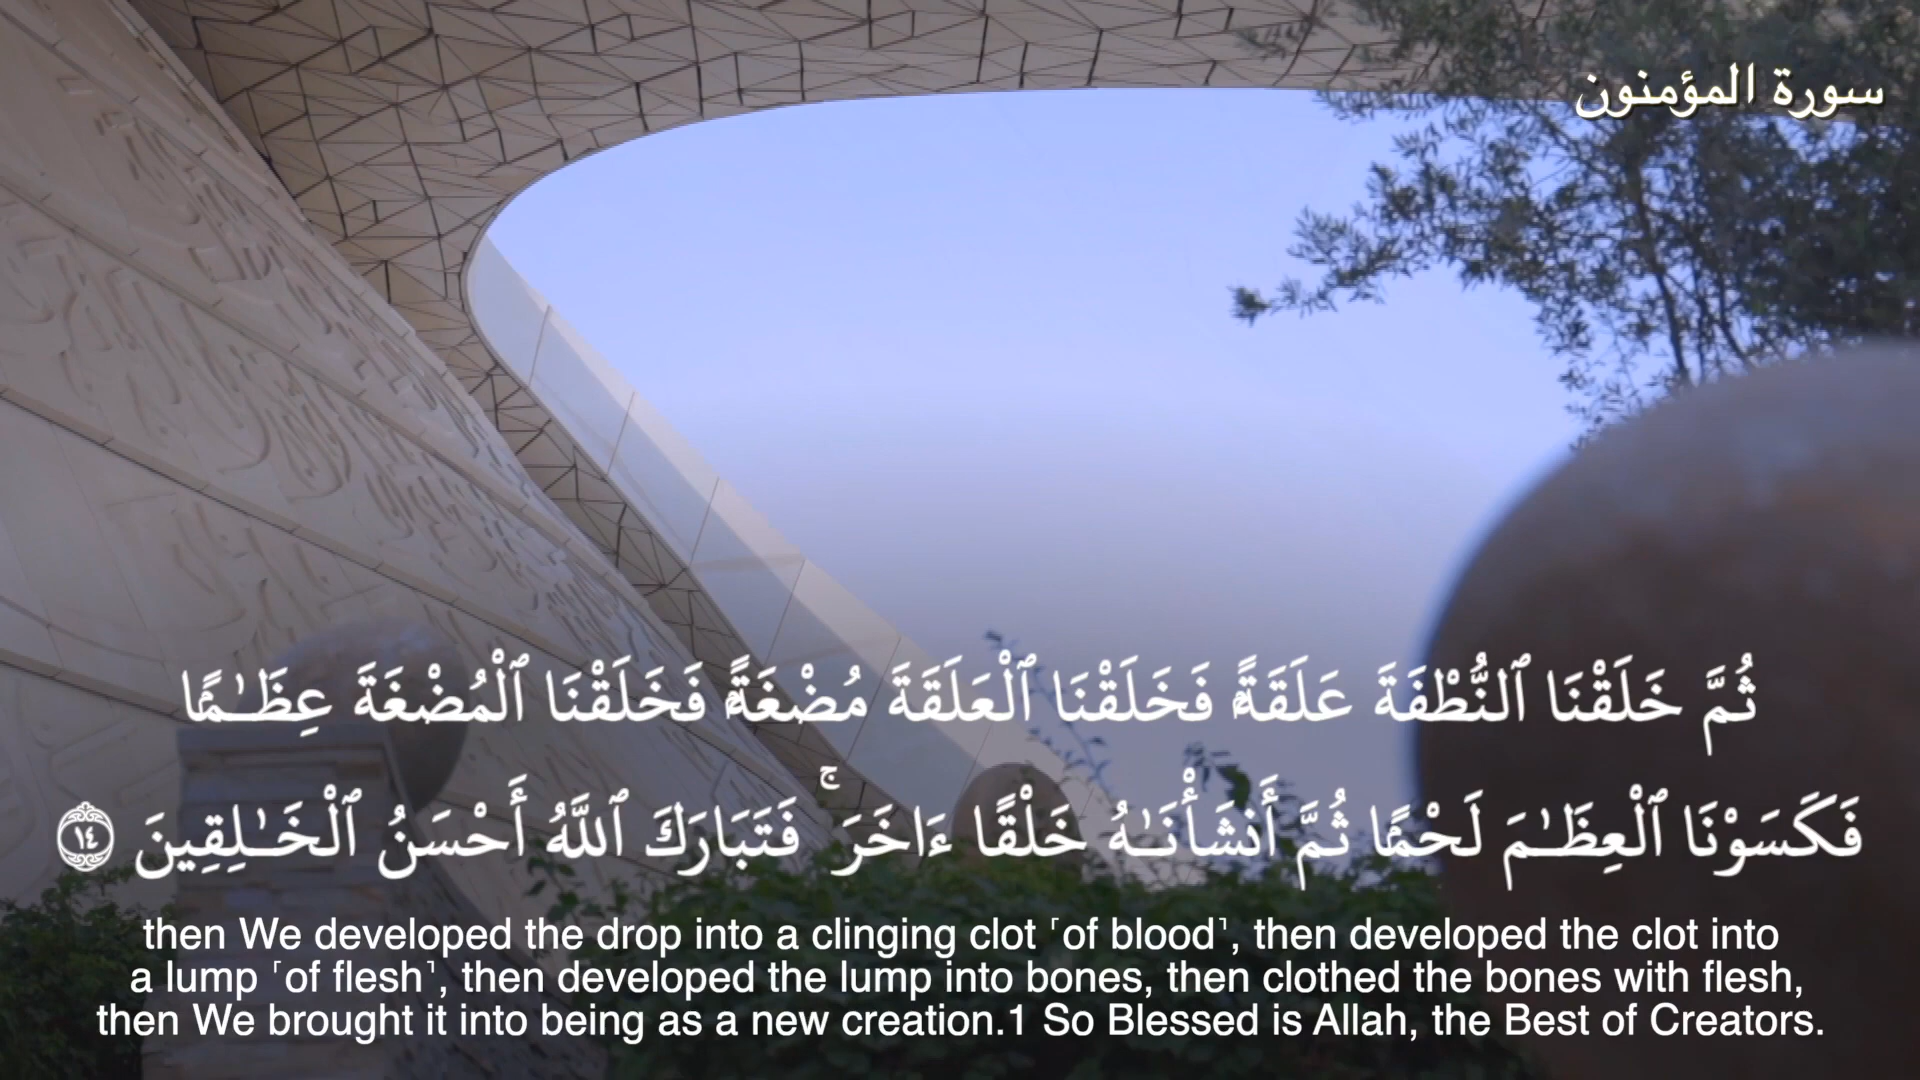 سورة المؤمنون
ثُمَّ خَلَقْنَا ٱلنُّطْفَةَ عَلَقَةًۭ فَخَلَقْنَا ٱلْعَلَقَةَ مُضْغَةًۭ فَخَلَقْنَا ٱلْمُضْغَةَ عِظَـٰمًۭا
فَكَسَوْنَا ٱلْعِظَـٰمَ لَحْمًۭا ثُمَّ أَنشَأْنَـٰهُ خَلْقًا ءَاخَرَ ۚ فَتَبَارَكَ ٱللَّهُ أَحْسَنُ ٱلْخَـٰلِقِينَ ١٤
then We developed the drop into a clinging clot ˹of blood˺, then developed the clot into
a lump ˹of flesh˺, then developed the lump into bones, then clothed the bones with flesh,
then We brought it into being as a new creation.1 So Blessed is Allah, the Best of Creators.